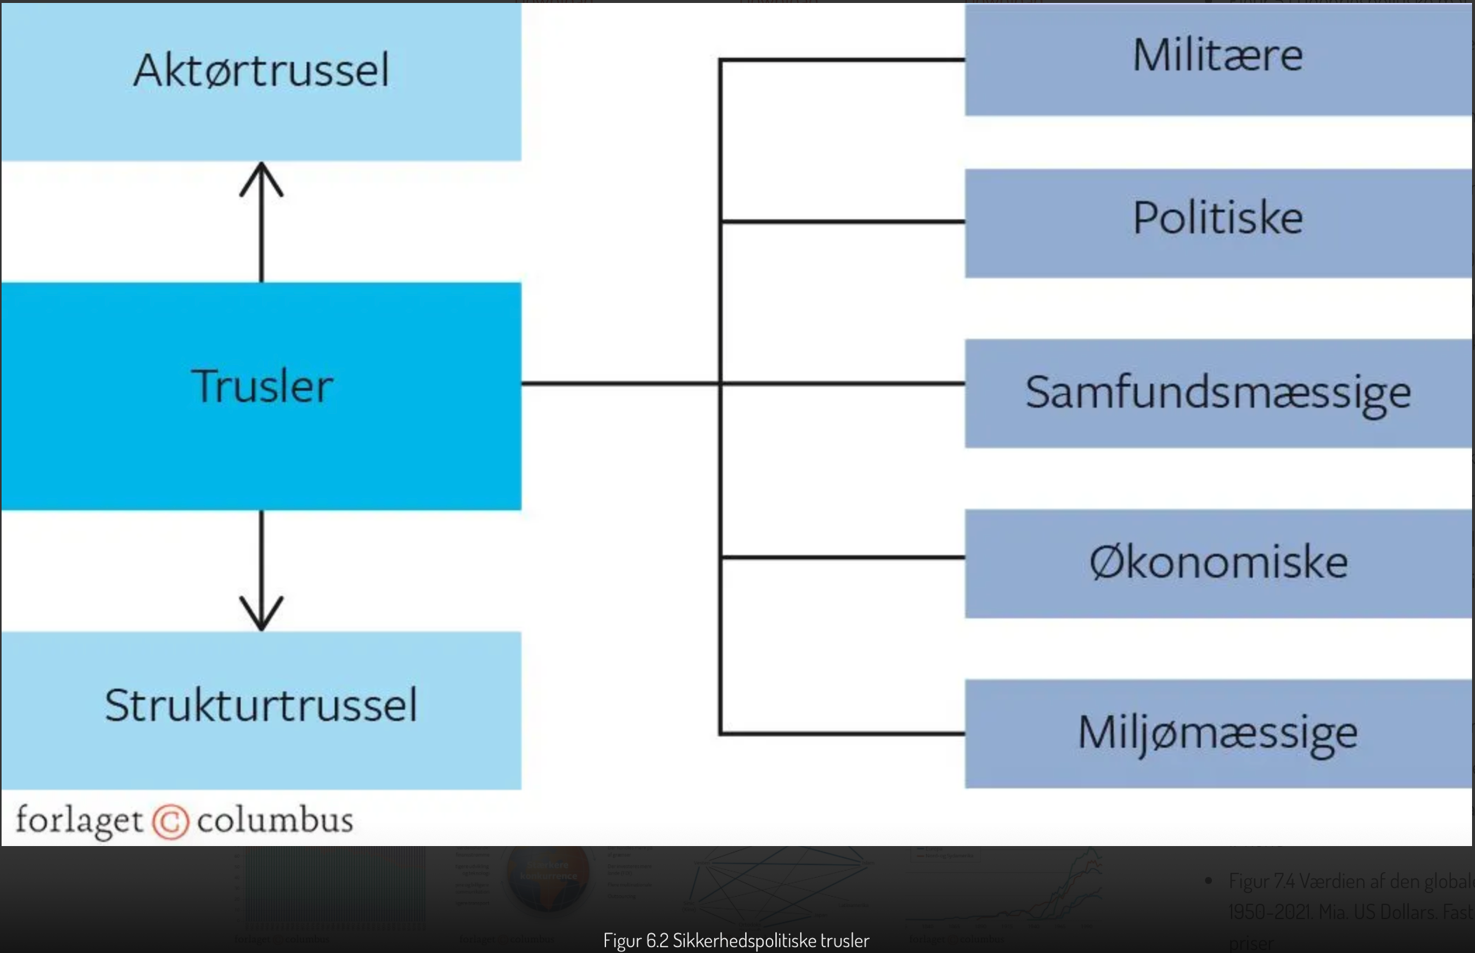 Aktørtrussel
Trusler
Strukturtrussel
Militære
Politiske
Samfundsmæssige
Økonomiske
Miljømæssige
forlaget © columbus
Figur 7.4 Værdien af den global
1950-2021. Mia. US Dollars. Fast
priser
Figur 6.2 Sikkerhedspolitiske trusler